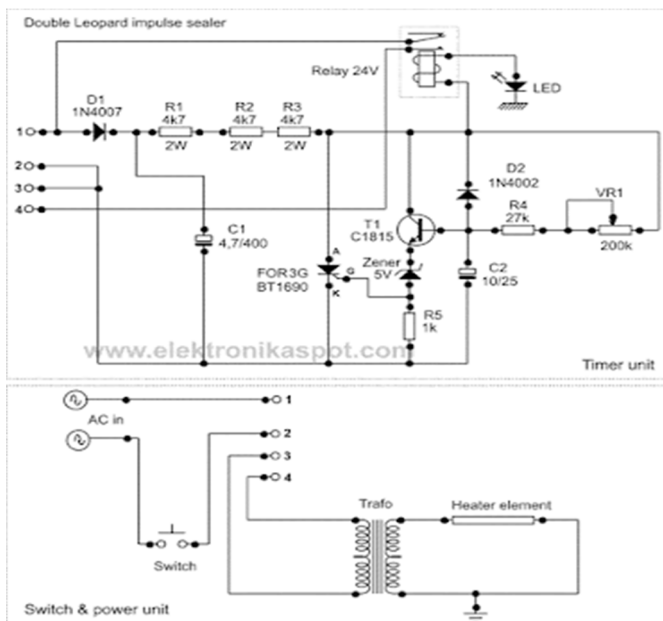 Double Leopard impulse sealer
Relay 24V
LED
D1
1N4007
R1
4k7
2W
R2
4k7
2W
R3
4k7
2W
1
2
3
4
D2
1N4002
VR1
200k
T1
C1815
R4
27k
C1
4,7/400
A
FOR3G
BT1690
G
K
Zener
5V
C2
10/25
R5
1k
www.elektronikaspot.com
Timer unit
AC in
1
2
3
4
Switch
Trafo
Heater element
Switch & power unit